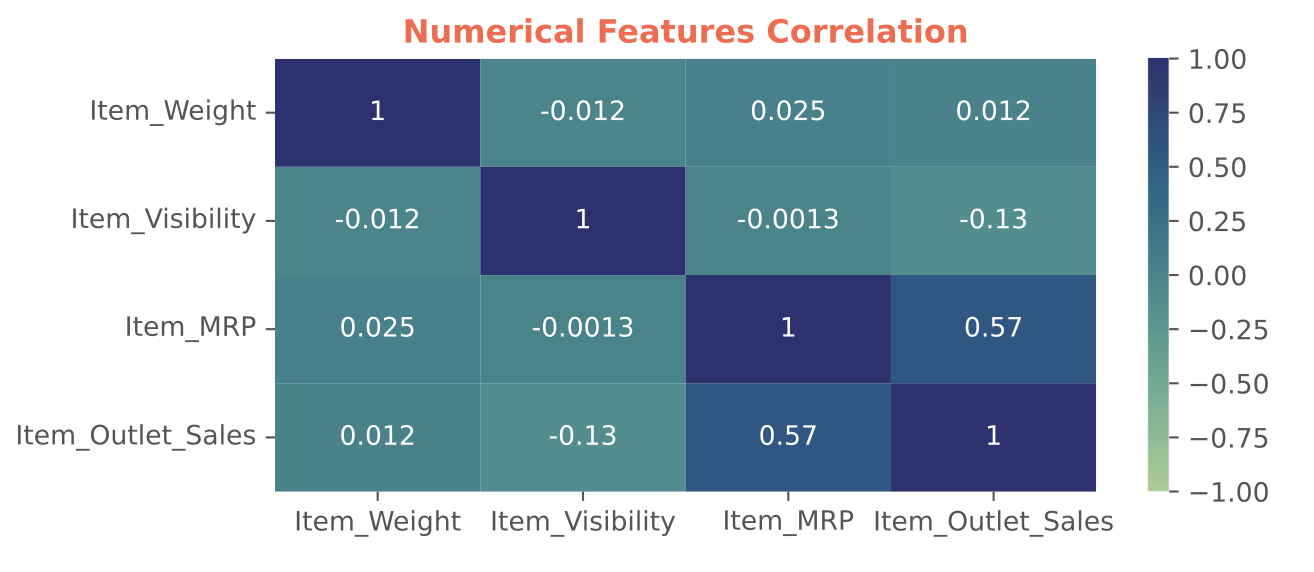 Numerical Features Correlation
Item_Weight 1 -0.012 0.025 0.012
Item_Visibility -0.012 1 -0.0013 -0.13
Item_MRP 0.025 -0.0013 1 0.57
Item_Outlet_Sales 0.012 -0.13 0.57 1
Item_Weight Item_Visibility Item_MRP Item_Outlet_Sales
1.00
0.75
0.50
0.25
0.00
−0.25
−0.50
−0.75
−1.00